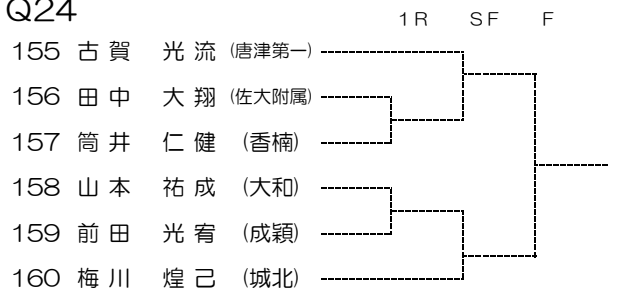 Q24
1R SF F
155 古賀 光流 (唐津第一)
156 田中 大翔 (佐大附属)
157 筒井 仁健 (香楠)
158 山本 祐成 (大和)
159 前田 光宥 (成穎)
160 梅川 煌己 (城北)